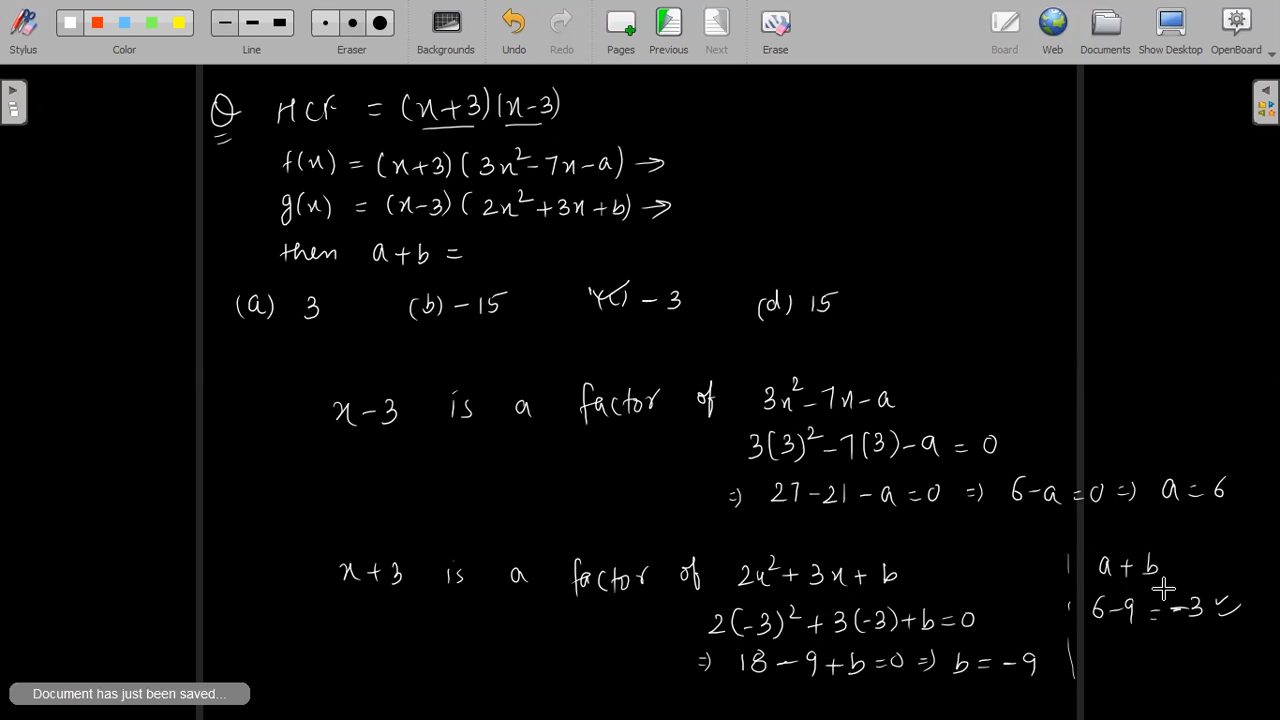 Stylus Color Line Eraser Backgrounds Undo Redo Pages Previous Next Erase Board Web Documents Show Desktop OpenBoard
Q HCF = (x+3)(x-3)
f(x) = (x+3)(3x²-7x-a) →
g(x) = (x-3)(2x²+3x+b) →
then a+b =
(a) 3 (b) -15 (c) -3 (d) 15
x-3 is a factor of 3x²-7x-a
3(3)²-7(3)-a = 0
⇒ 27-21-a=0 ⇒ 6-a=0 ⇒ a=6
x+3 is a factor of 2x²+3x+b
2(-3)²+3(-3)+b=0
⇒ 18-9+b=0 ⇒ b=-9
a+b
6-9 = -3 ✓
Document has just been saved...